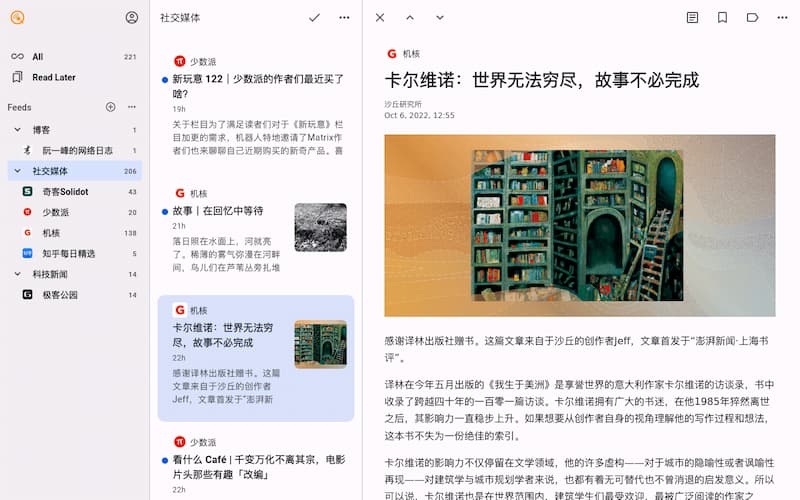 All 221
Read Later
Feeds
博客 1
阮一峰的网络日志 1
社交媒体 206
奇客Solidot 43
少数派 20
机核 138
知乎每日精选 5
科技新闻 14
极客公园 14
社交媒体
少数派
新玩意 122｜少数派的作者们最近买了
啥?
19h
关于栏目为了满足读者们对于《新玩意》栏
目加更的需求，机器人特地邀请了Matrix作
者们也来聊聊自己近期购买的新奇产品。喜
机核
故事｜在回忆中等待
21h
落日照在水面上，河就亮
了。稀薄的雾气弥漫在河畔
间，鸟儿们在芦苇丛旁扎堆
机核
卡尔维诺：世界无法穷
尽，故事不必完成
22h
感谢译林出版社赠书。这篇
文章来自于沙丘的创作者
Jeff，文章首发于“澎湃新
少数派
看什么 Café | 千变万化不离其宗，电影
片头那些有趣「改编」
22h
机核
卡尔维诺：世界无法穷尽，故事不必完成
沙丘研究所
Oct 6, 2022, 12:55
感谢译林出版社赠书。这篇文章来自于沙丘的创作者Jeff，文章首发于“澎湃新闻·上海书
评”。
译林在今年五月出版的《我生于美洲》是享誉世界的意大利作家卡尔维诺的访谈录，书中
收录了跨越四十年的一百零一篇访谈。卡尔维诺拥有广大的书迷，在他1985年猝然离世
之后，其影响力一直稳步上升。如果想要从创作者自身的视角理解他的写作过程和想法，
这本书不失为一份绝佳的索引。
卡尔维诺的影响力不仅停留在文学领域，他的许多虚构——对于城市的隐喻性或者讽喻性
再现——对建筑学与城市规划学者来说，也都有着无可替代也不曾消退的启发意义。所以
可以说，卡尔维诺也是在世界范围内，建筑学生们最受欢迎、最被广泛阅读的作家之